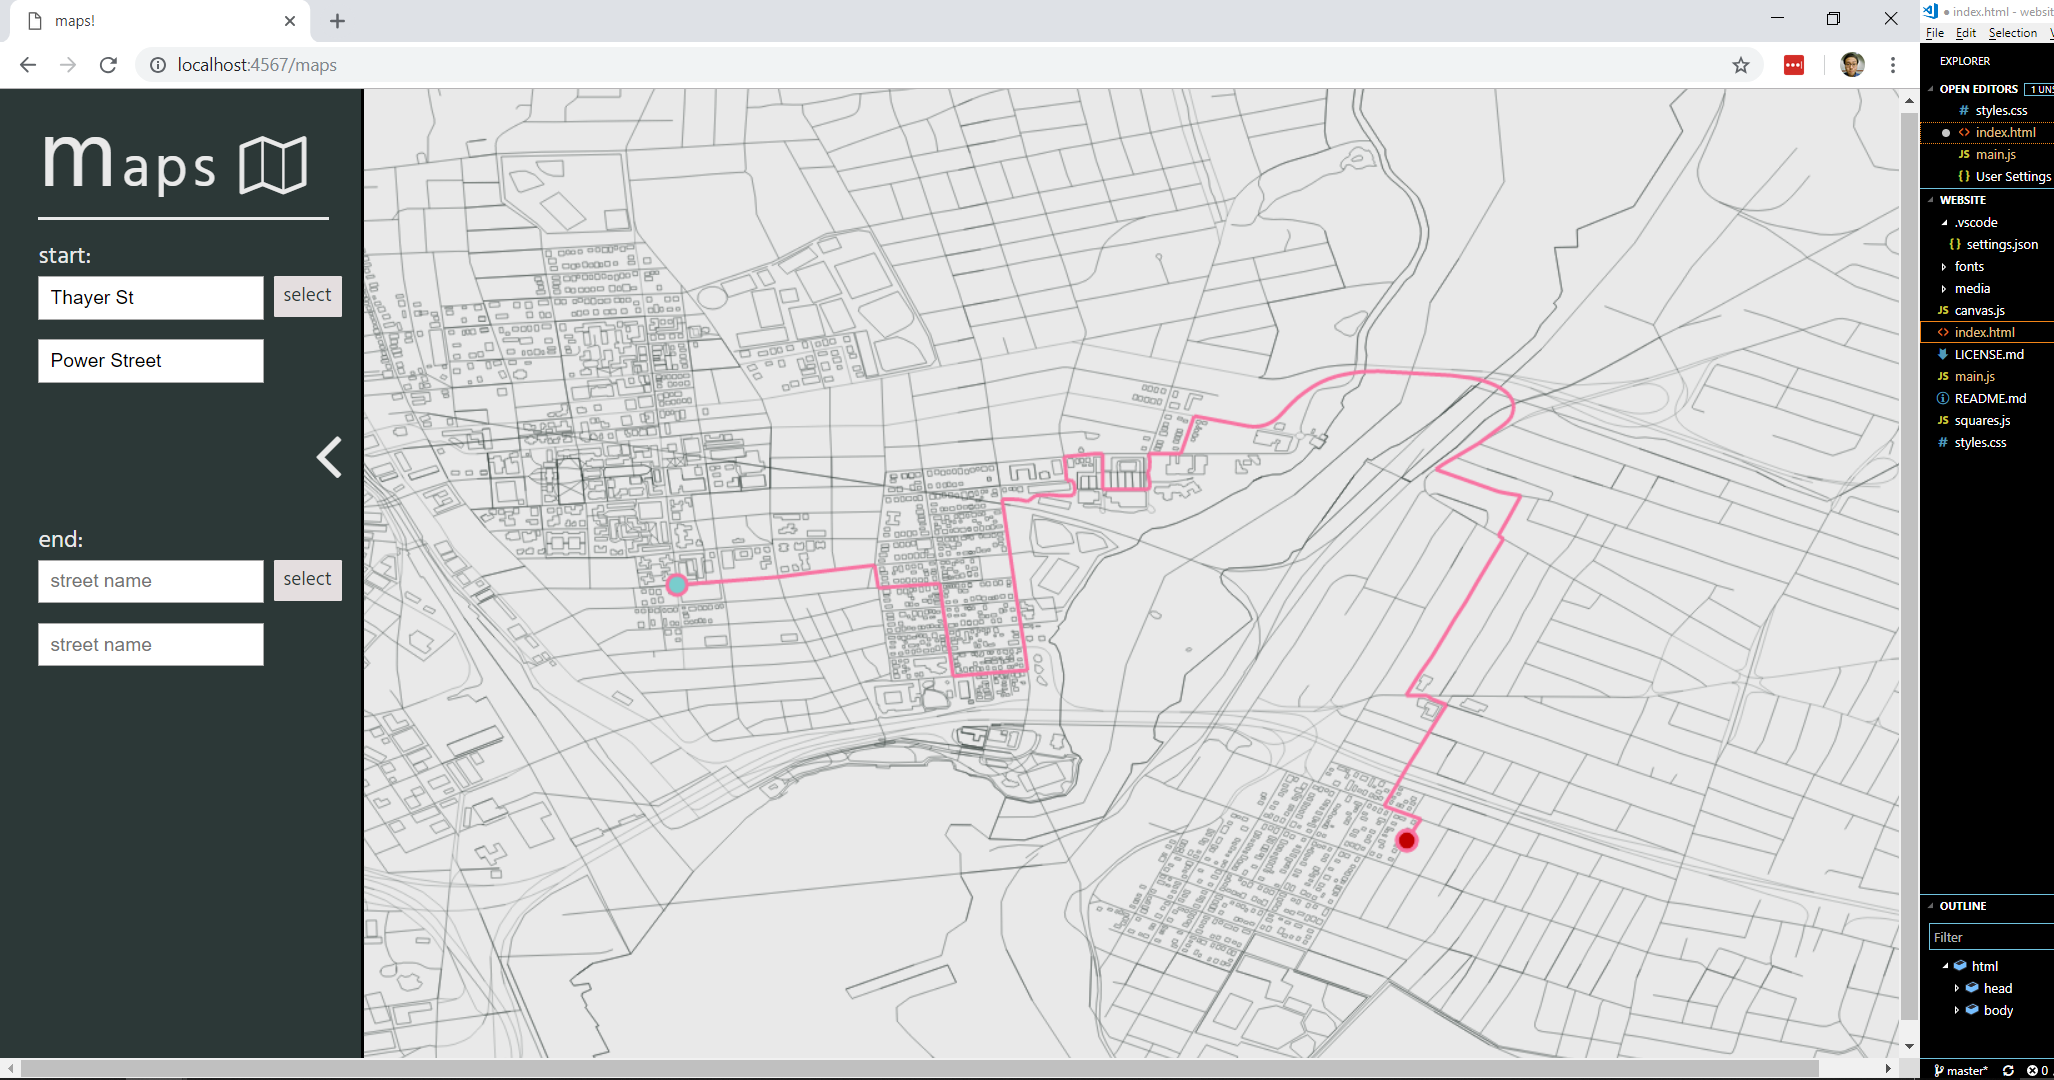 maps!
localhost:4567/maps
maps
start:
Thayer St
select
Power Street
end:
street name
select
street name
index.html - websit
File Edit Selection V
EXPLORER
OPEN EDITORS 1 UNS
# styles.css
<> index.html
JS main.js
{} User Settings
WEBSITE
.vscode
{} settings.json
fonts
media
JS canvas.js
<> index.html
LICENSE.md
JS main.js
README.md
JS squares.js
# styles.css
OUTLINE
Filter
html
head
body
master* 0